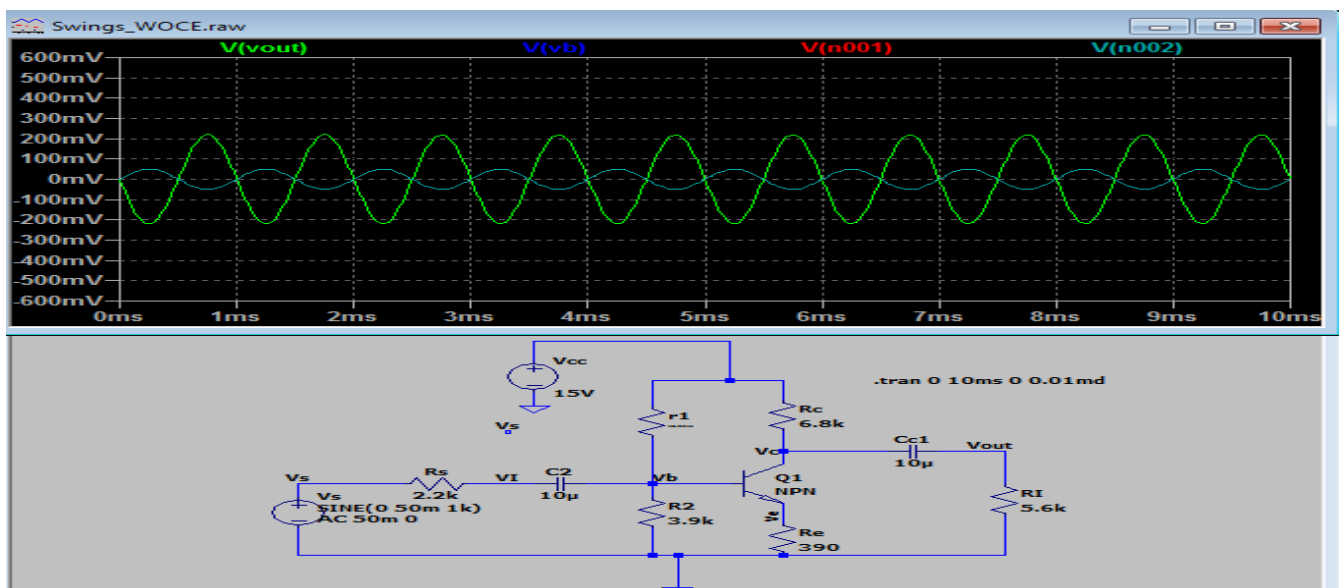 Swings_WOCE.raw
V(vout) V(vb) V(n001) V(n002)
600mV
500mV
400mV
300mV
200mV
100mV
0mV
-100mV
-200mV
-300mV
-400mV
-500mV
-600mV
0ms 1ms 2ms 3ms 4ms 5ms 6ms 7ms 8ms 9ms 10ms
Vcc
15V
.tran 0 10ms 0 0.01md
r1
Rc
6.8k
Vs
Cc1
Vout
Vc
10µ
Vs
Rs
VI
C2
Vb
Q1
NPN
2.2k
10µ
Vs
SINE(0 50m 1k)
AC 50m 0
R2
3.9k
Ve
RI
5.6k
Re
390